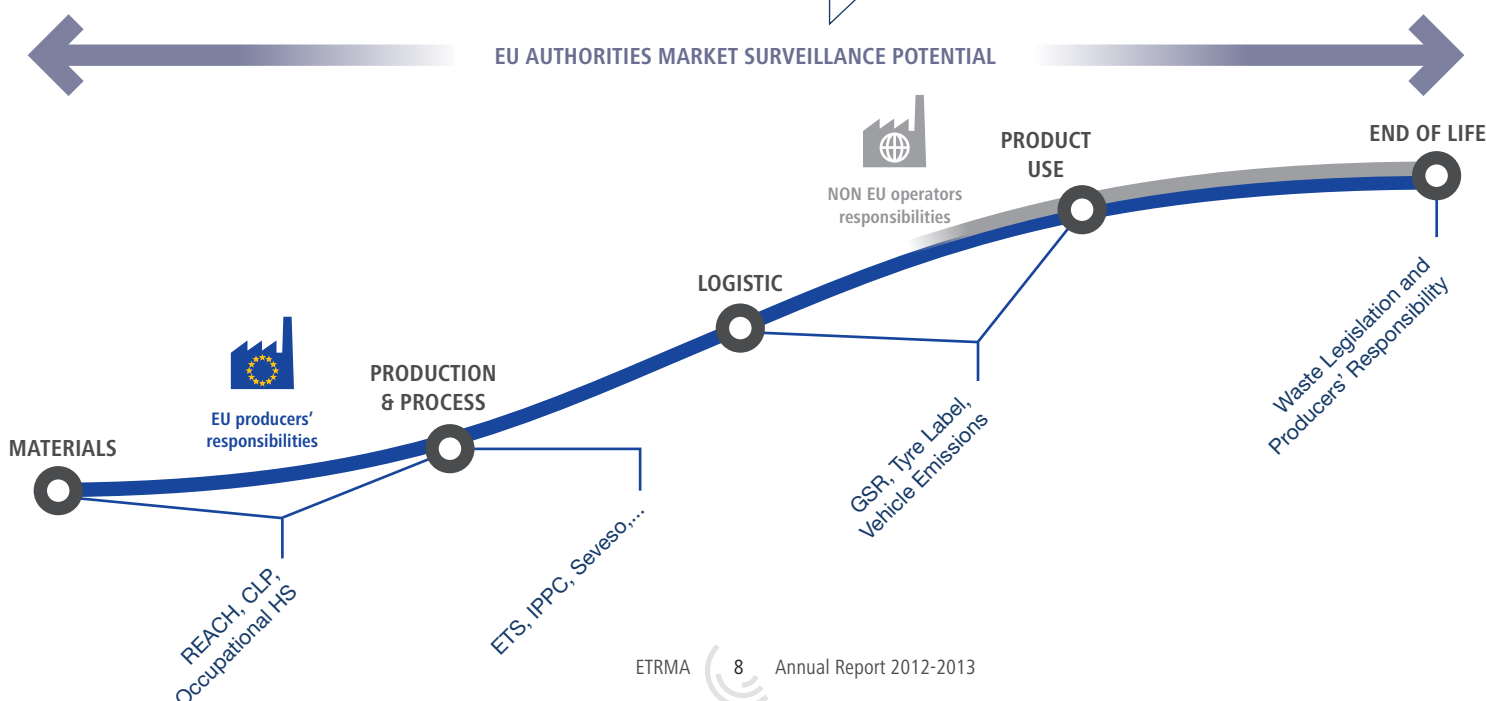 EU AUTHORITIES MARKET SURVEILLANCE POTENTIAL
END OF LIFE
PRODUCT
USE
NON EU operators
responsibilities
LOGISTIC
EU producers’
responsibilities
PRODUCTION
& PROCESS
MATERIALS
REACH, CLP,
Occupational HS
ETS, IPPC, Seveso,...
GSR, Tyre Label,
Vehicle Emissions
Waste Legislation and
Producers’ Responsibility
ETRMA 8 Annual Report 2012-2013